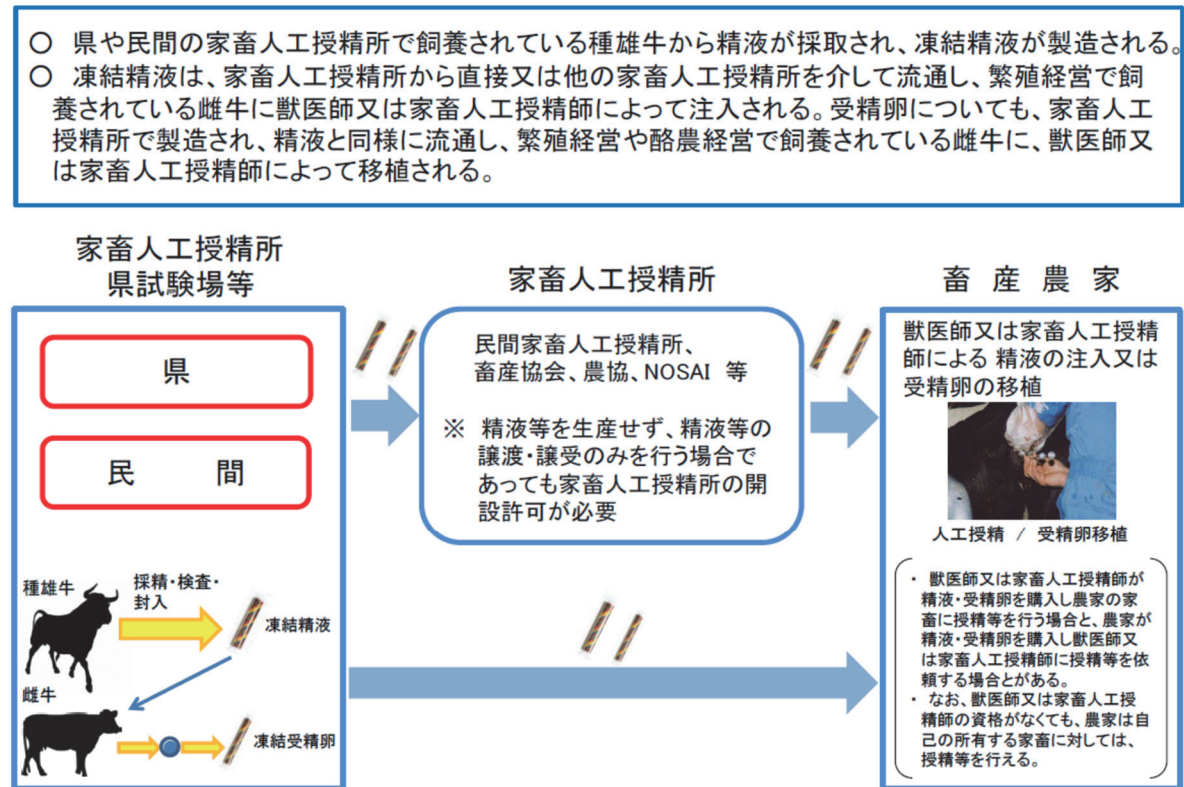 ○ 県や民間の家畜人工授精所で飼養されている種雄牛から精液が採取され、凍結精液が製造される。
○ 凍結精液は、家畜人工授精所から直接又は他の家畜人工授精所を介して流通し、繁殖経営で飼
養されている雌牛に獣医師又は家畜人工授精師によって注入される。受精卵についても、家畜人工
授精所で製造され、精液と同様に流通し、繁殖経営や酪農経営で飼養されている雌牛に、獣医師又
は家畜人工授精師によって移植される。
家畜人工授精所
県試験場等
県
民 間
種雄牛
採精・検査・
封入
凍結精液
雌牛
凍結受精卵
家畜人工授精所
民間家畜人工授精所、
畜産協会、農協、NOSAI 等
※ 精液等を生産せず、精液等の
譲渡・譲受のみを行う場合で
あっても家畜人工授精所の開
設許可が必要
畜 産 農 家
獣医師又は家畜人工授精
師による 精液の注入又は
受精卵の移植
人工授精 / 受精卵移植
・ 獣医師又は家畜人工授精師が
精液・受精卵を購入し農家の家
畜に授精等を行う場合と、農家が
精液・受精卵を購入し獣医師又
は家畜人工授精師に授精等を依
頼する場合とがある。
・ なお、獣医師又は家畜人工授
精師の資格がなくても、農家は自
己の所有する家畜に対しては、
授精等を行える。